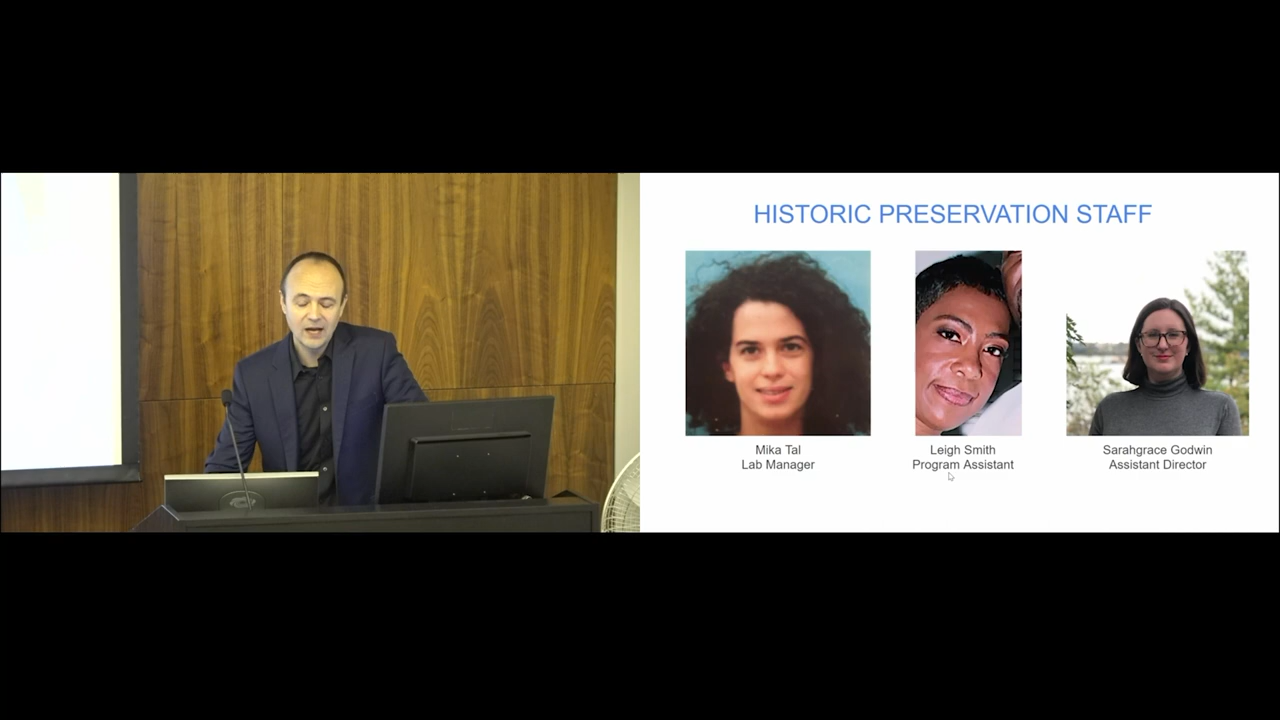 HISTORIC PRESERVATION STAFF
Mika Tal
Lab Manager
Leigh Smith
Program Assistant
Sarahgrace Godwin
Assistant Director